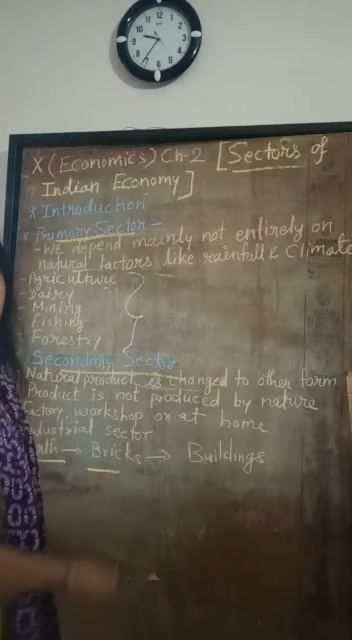 X (Economics) Ch-2 [Sectors of
Indian Economy]
* Introduction
* Primary Sector -
- We depend mainly not entirely on
natural factors like rainfall & Climate
- Agriculture
- Dairy
- Mining
- Fishing
Forestry
Secondary Sector
Natural product is changed to other form
Product is not produced by nature
factory, workshop or at home
industrial sector
→ Bricks → Buildings